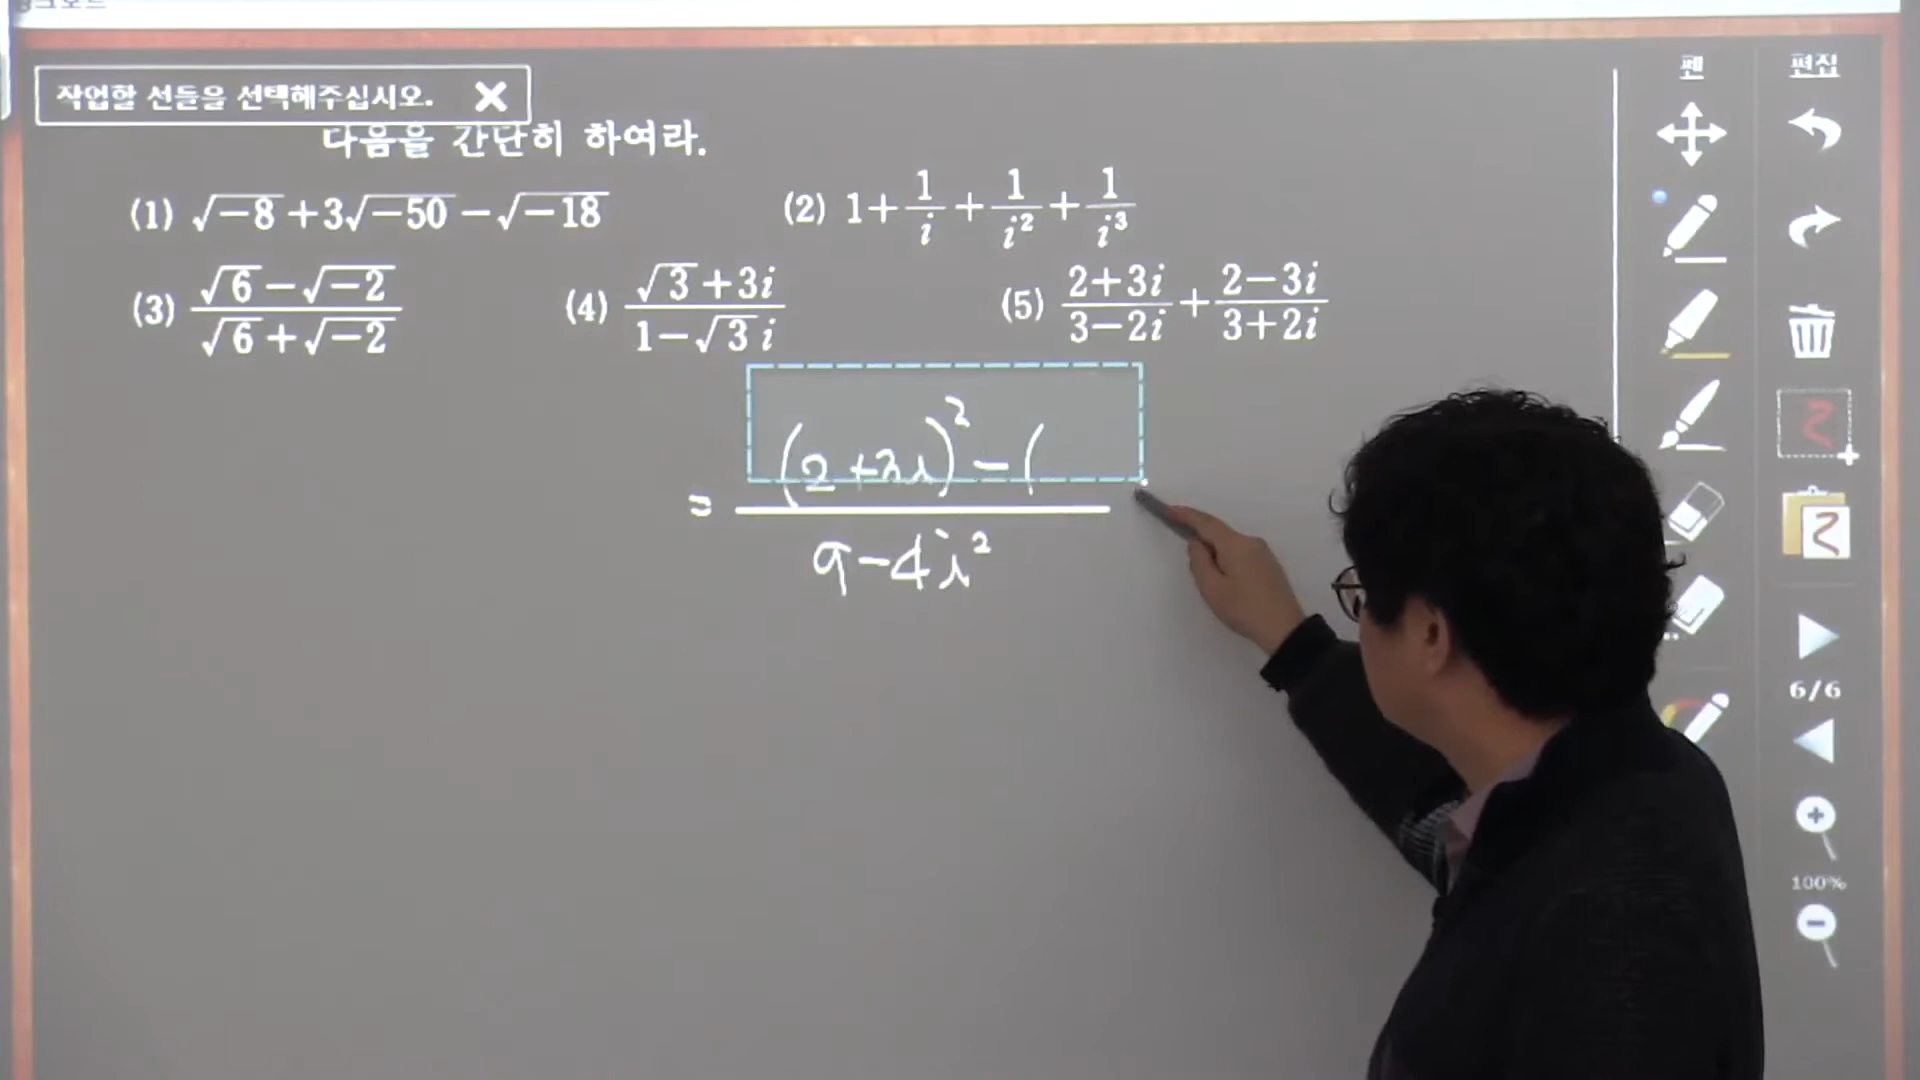 작업할 선들을 선택해주십시오. ×
펜 편집
다음을 간단히 하여라.
(1) √-8+3√-50-√-18 (2) 1+1/i+1/i²+1/i³
(3) (√6-√-2)/(√6+√-2) (4) (√3+3i)/(1-√3i) (5) (2+3i)/(3-2i)+(2-3i)/(3+2i)
= ((2+3i)²-( )/(9-4i²)
6/6
100%